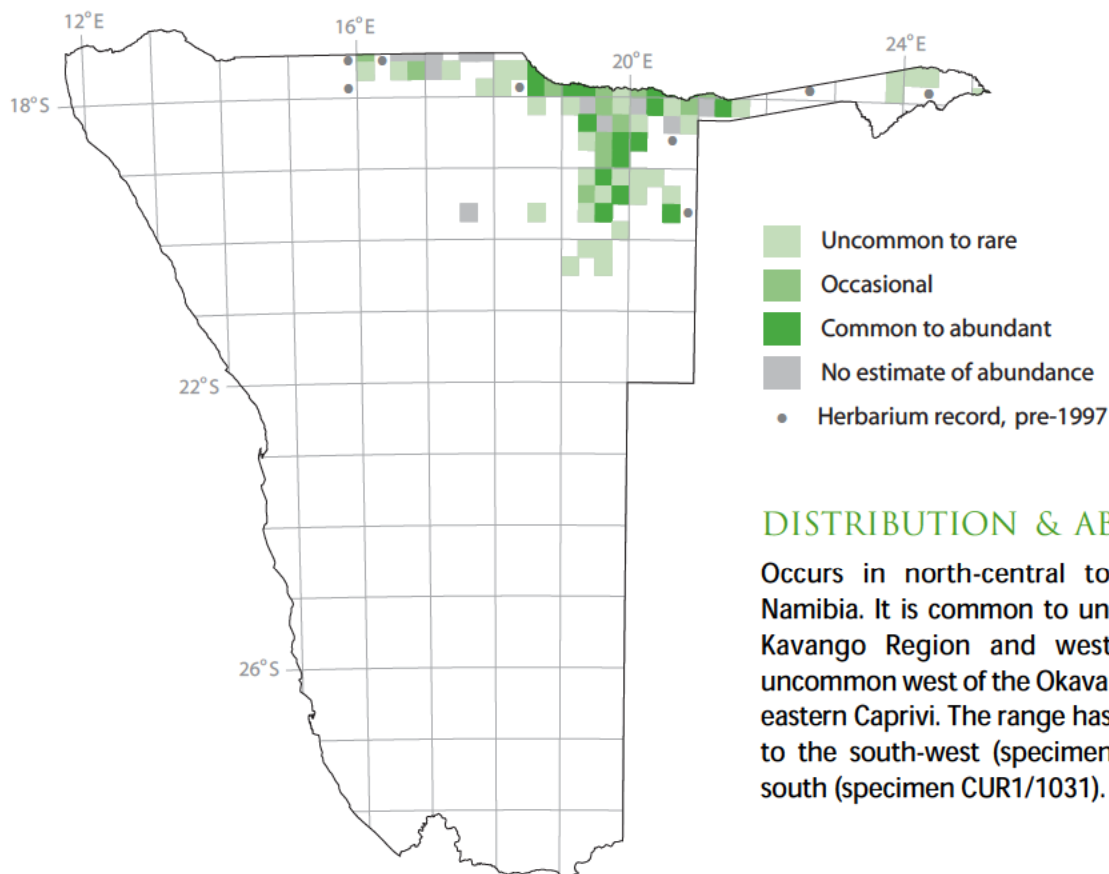 12°E
16°E
20°E
24°E
18°S
22°S
26°S
Uncommon to rare
Occasional
Common to abundant
No estimate of abundance
Herbarium record, pre-1997
DISTRIBUTION & AB
Occurs in north-central to
Namibia. It is common to un
Kavango Region and west
uncommon west of the Okava
eastern Caprivi. The range has
to the south-west (specimen
south (specimen CUR1/1031).